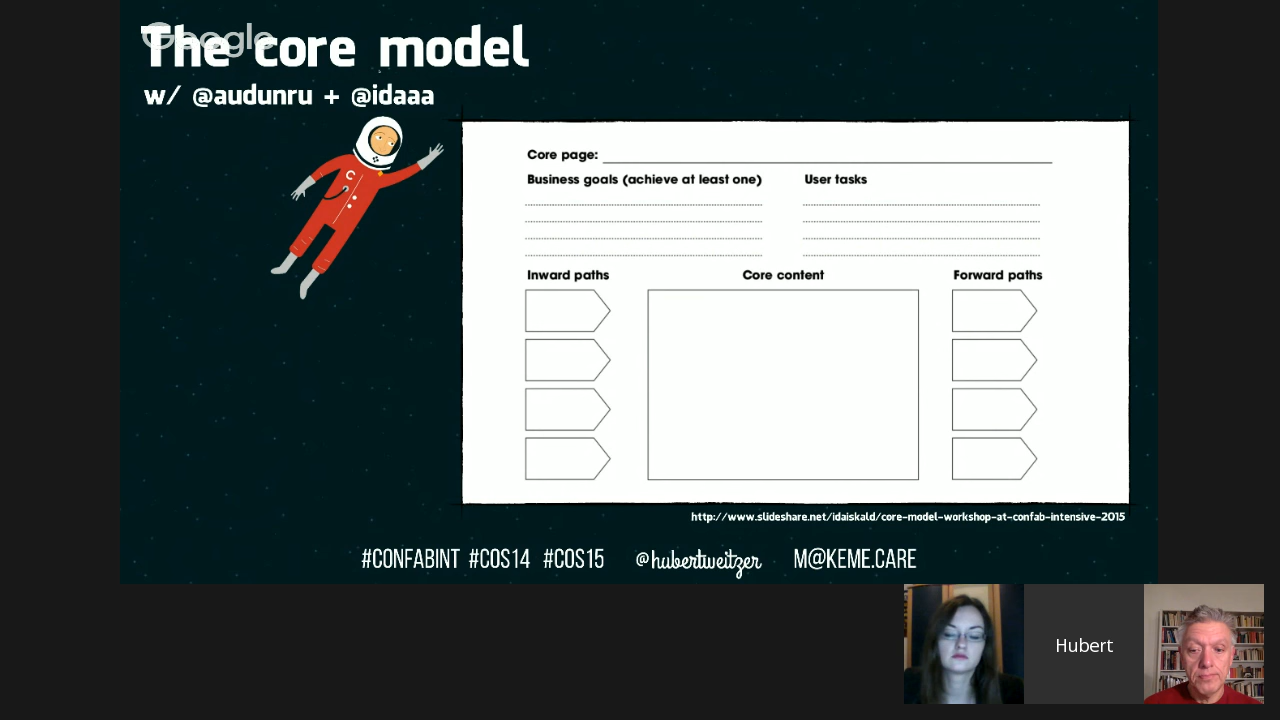 Google
The core model
w/ @audunru + @idaaa
C
Core page:
Business goals (achieve at least one) User tasks
Inward paths Core content Forward paths
http://www.slideshare.net/idaiskald/core-model-workshop-at-confab-intensive-2015
#CONFABINT #COS14 #COS15 @hubertweitzer M@KEME.CARE
Hubert